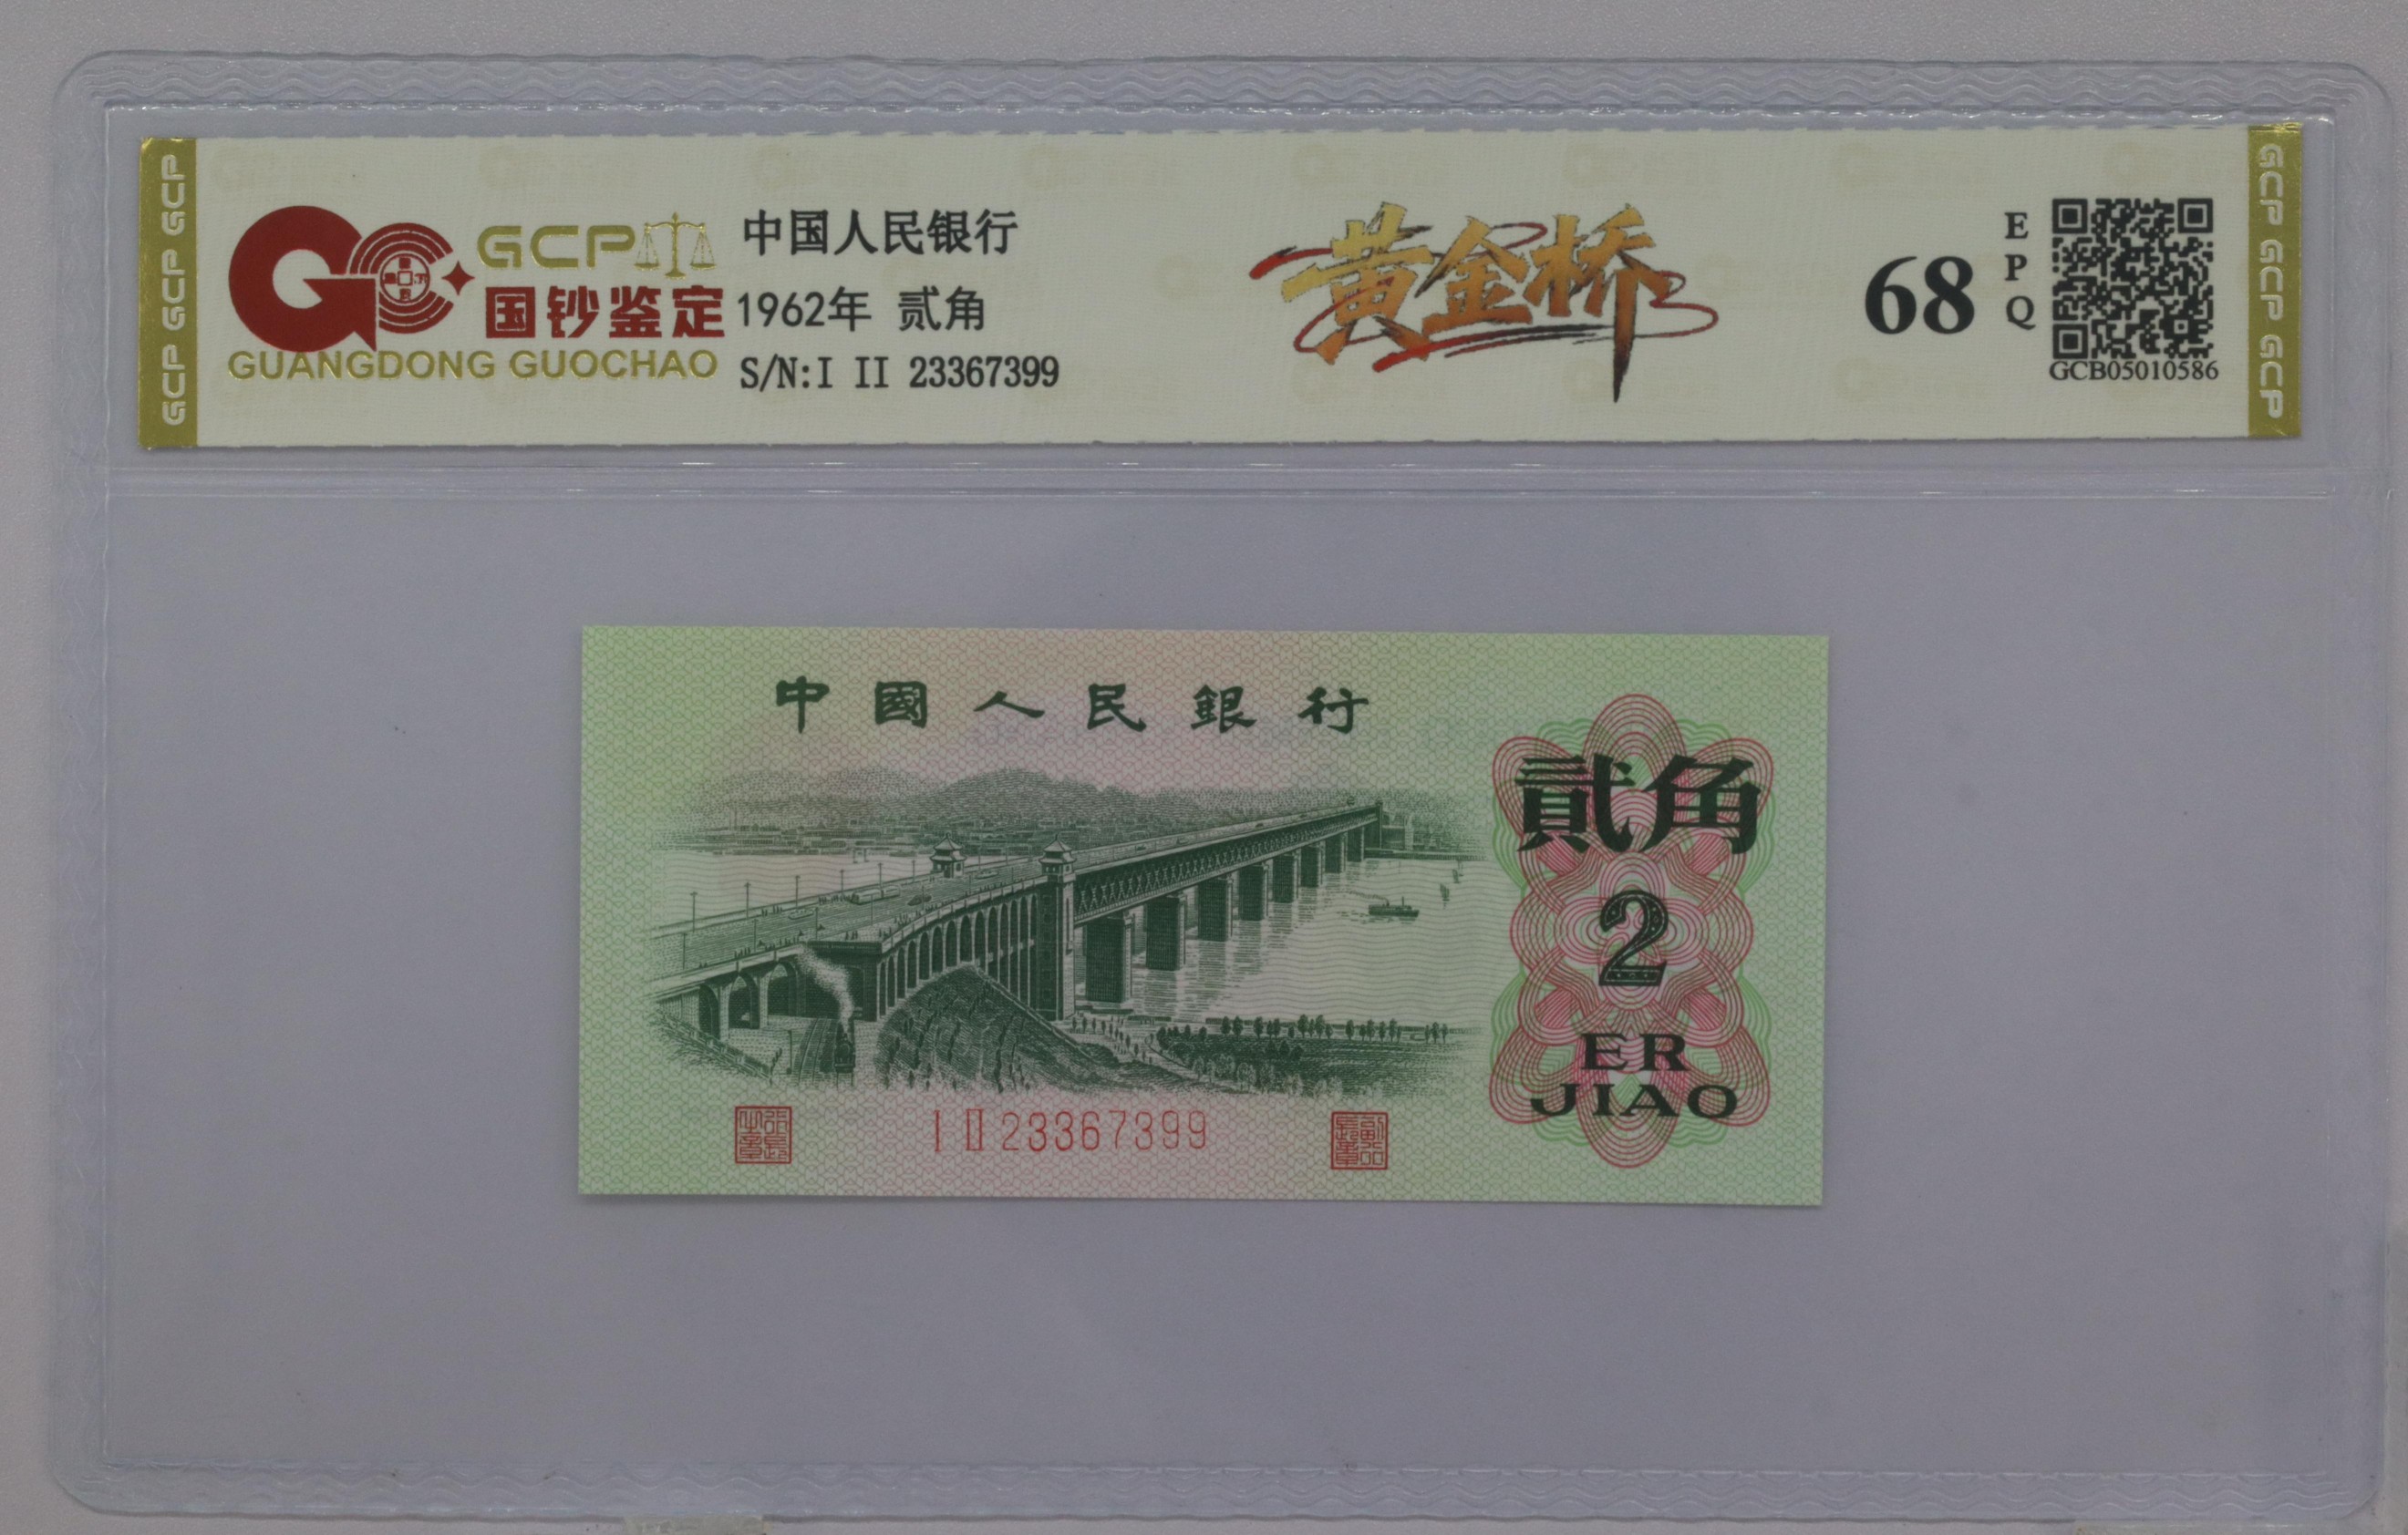 GCP GCP GCP
GCP
国钞鉴定
GUANGDONG GUOCHAO
中国人民银行
1962年 贰角
S/N:I II 23367399
黄金桥
68
EPQ
GCB05010586
GCP GCP GCP
中國人民銀行
貳角
2
ER
JIAO
I II 23367399